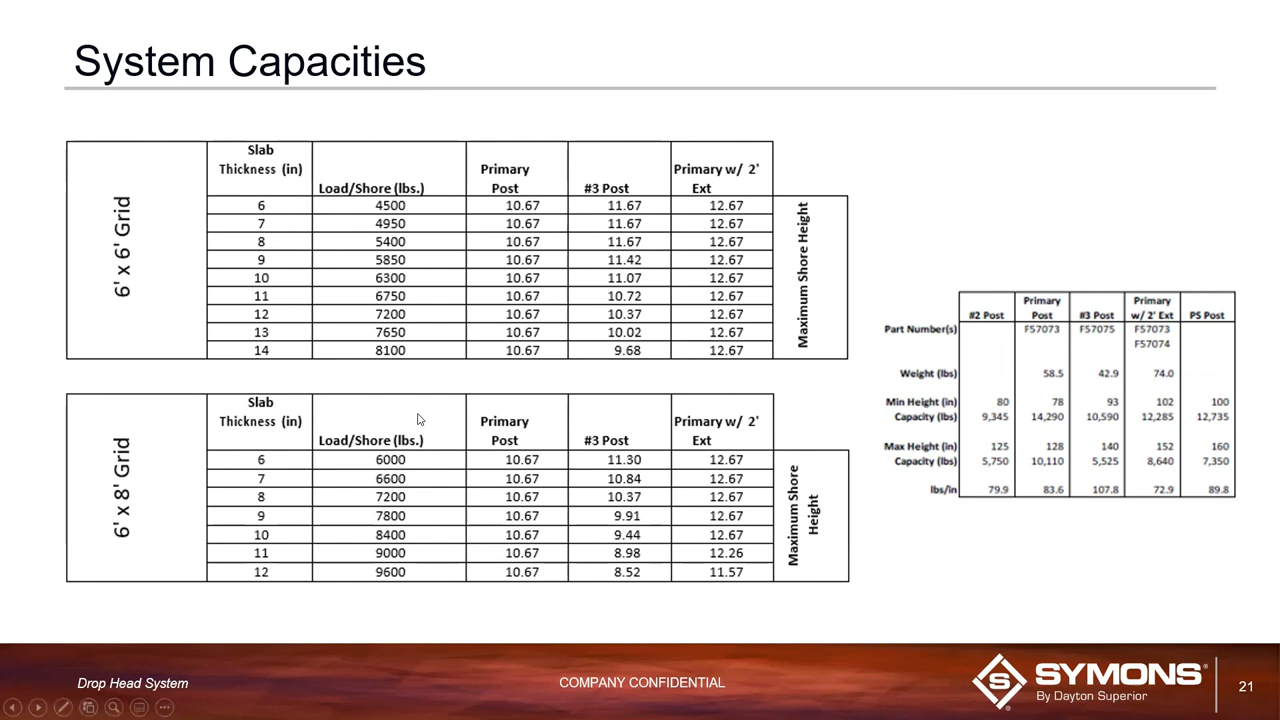 System Capacities
6' x 6' Grid
Slab
Thickness (in) Load/Shore (lbs.) Primary Post #3 Post Primary w/ 2' Ext
6 4500 10.67 11.67 12.67
7 4950 10.67 11.67 12.67
8 5400 10.67 11.67 12.67
9 5850 10.67 11.42 12.67
10 6300 10.67 11.07 12.67
11 6750 10.67 10.72 12.67
12 7200 10.67 10.37 12.67
13 7650 10.67 10.02 12.67
14 8100 10.67 9.68 12.67
Maximum Shore Height
6' x 8' Grid
Slab
Thickness (in) Load/Shore (lbs.) Primary Post #3 Post Primary w/ 2' Ext
6 6000 10.67 11.30 12.67
7 6600 10.67 10.84 12.67
8 7200 10.67 10.37 12.67
9 7800 10.67 9.91 12.67
10 8400 10.67 9.44 12.67
11 9000 10.67 8.98 12.26
12 9600 10.67 8.52 11.57
Maximum Shore
Height
#2 Post Primary Post #3 Post Primary w/ 2' Ext PS Post
Part Number(s) F57073 F57075 F57073
F57074
Weight (lbs) 58.5 42.9 74.0
Min Height (in) 80 78 93 102 100
Capacity (lbs) 9,345 14,290 10,590 12,285 12,735
Max Height (in) 125 128 140 152 160
Capacity (lbs) 5,750 10,110 5,525 8,640 7,350
lbs/in 79.9 83.6 107.8 72.9 89.8
Drop Head System
COMPANY CONFIDENTIAL
S SYMONS®
By Dayton Superior
21